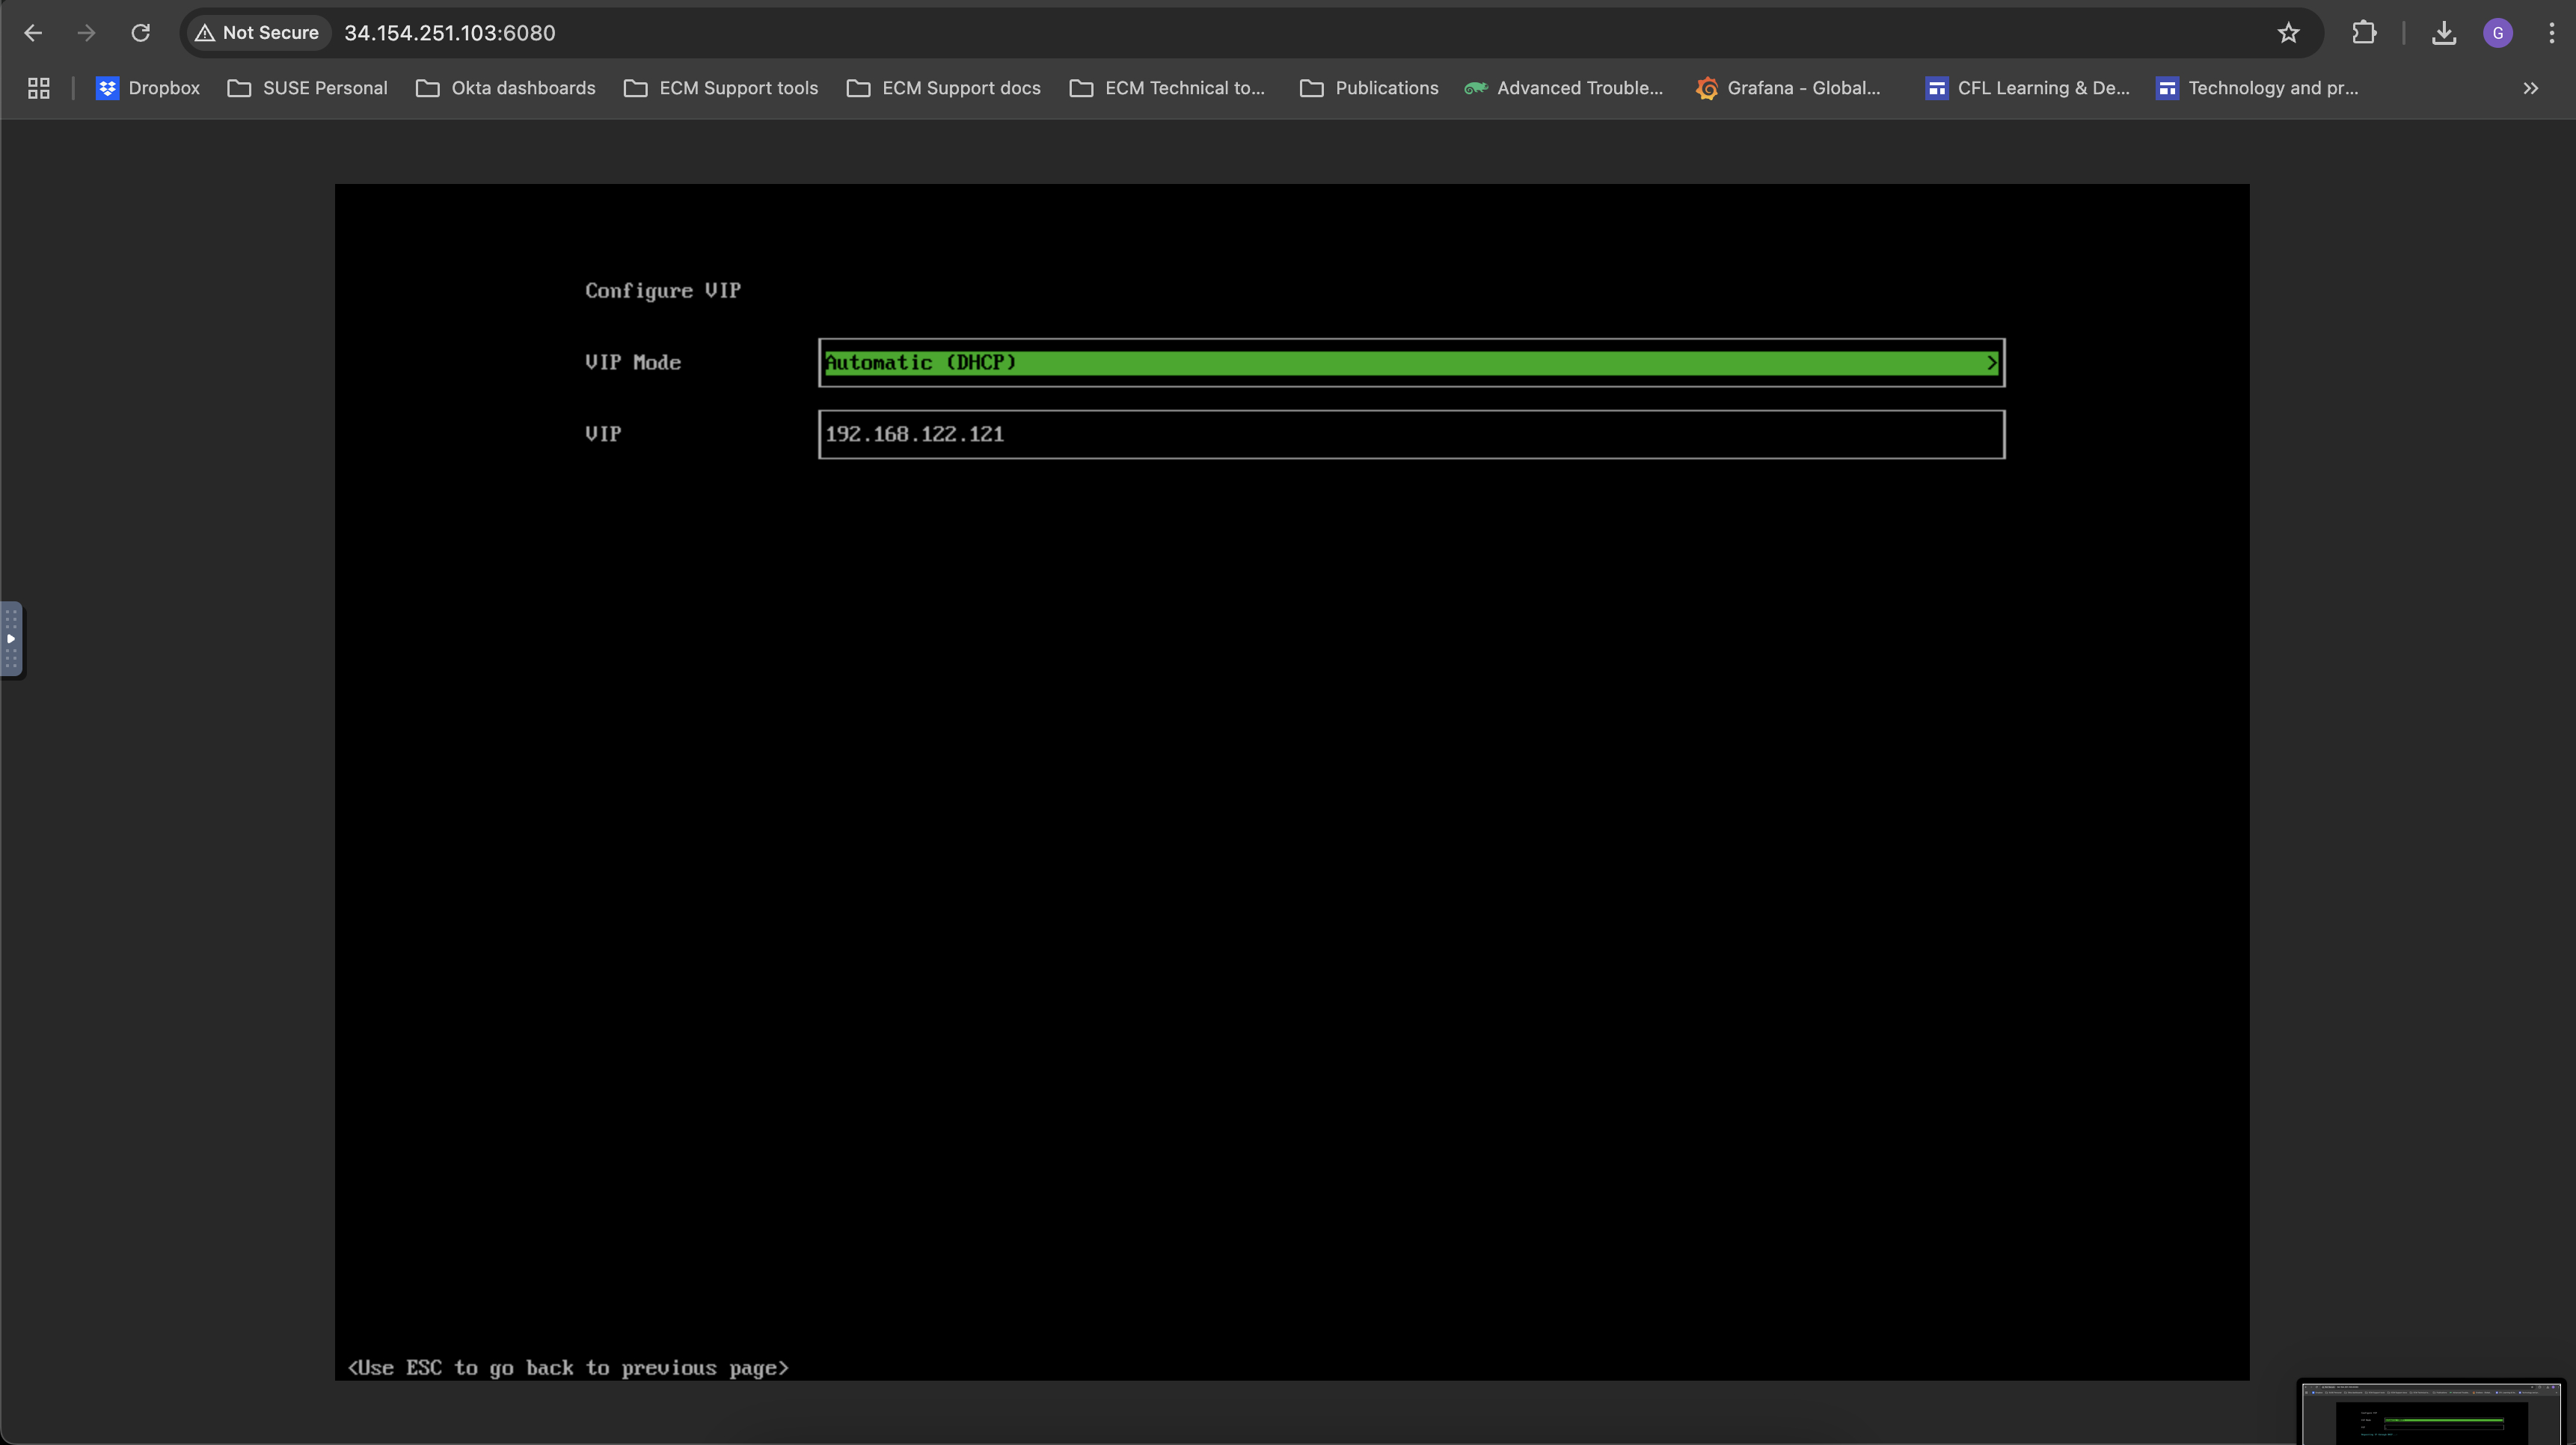 Not Secure 34.154.251.103:6080 G
Dropbox SUSE Personal Okta dashboards ECM Support tools ECM Support docs ECM Technical to... Publications Advanced Trouble... Grafana - Global... CFL Learning & De... Technology and pr... »
Configure VIP
VIP Mode Automatic (DHCP) >
VIP 192.168.122.121
<Use ESC to go back to previous page>